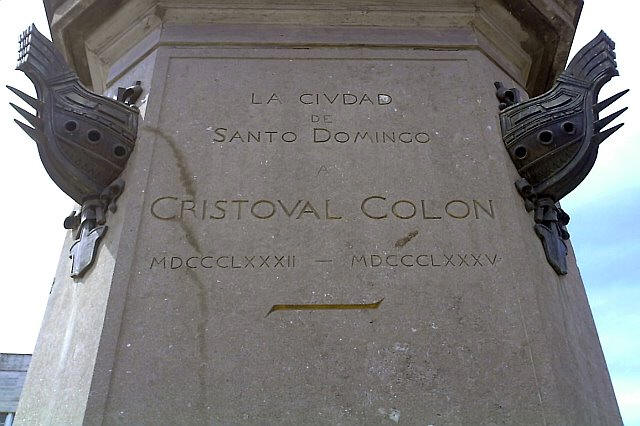 LA CIVDAD
DE
SANTO DOMINGO
A
CRISTOVAL COLON
MDCCCLXXXII — MDCCCLXXXV